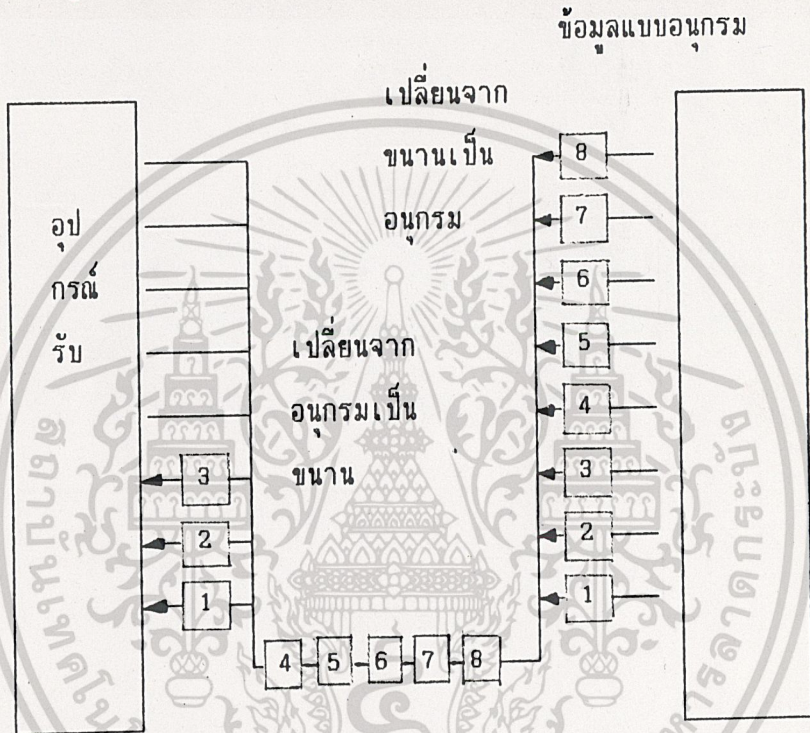 ข้อมูลแบบอนุกรม
เปลี่ยนจาก
ขนานเป็น
อนุกรม
8
7
6
5
4
3
2
1
อุป
กรณ์
รับ
เปลี่ยนจาก
อนุกรมเป็น
ขนาน
3
2
1
4 5 6 7 8